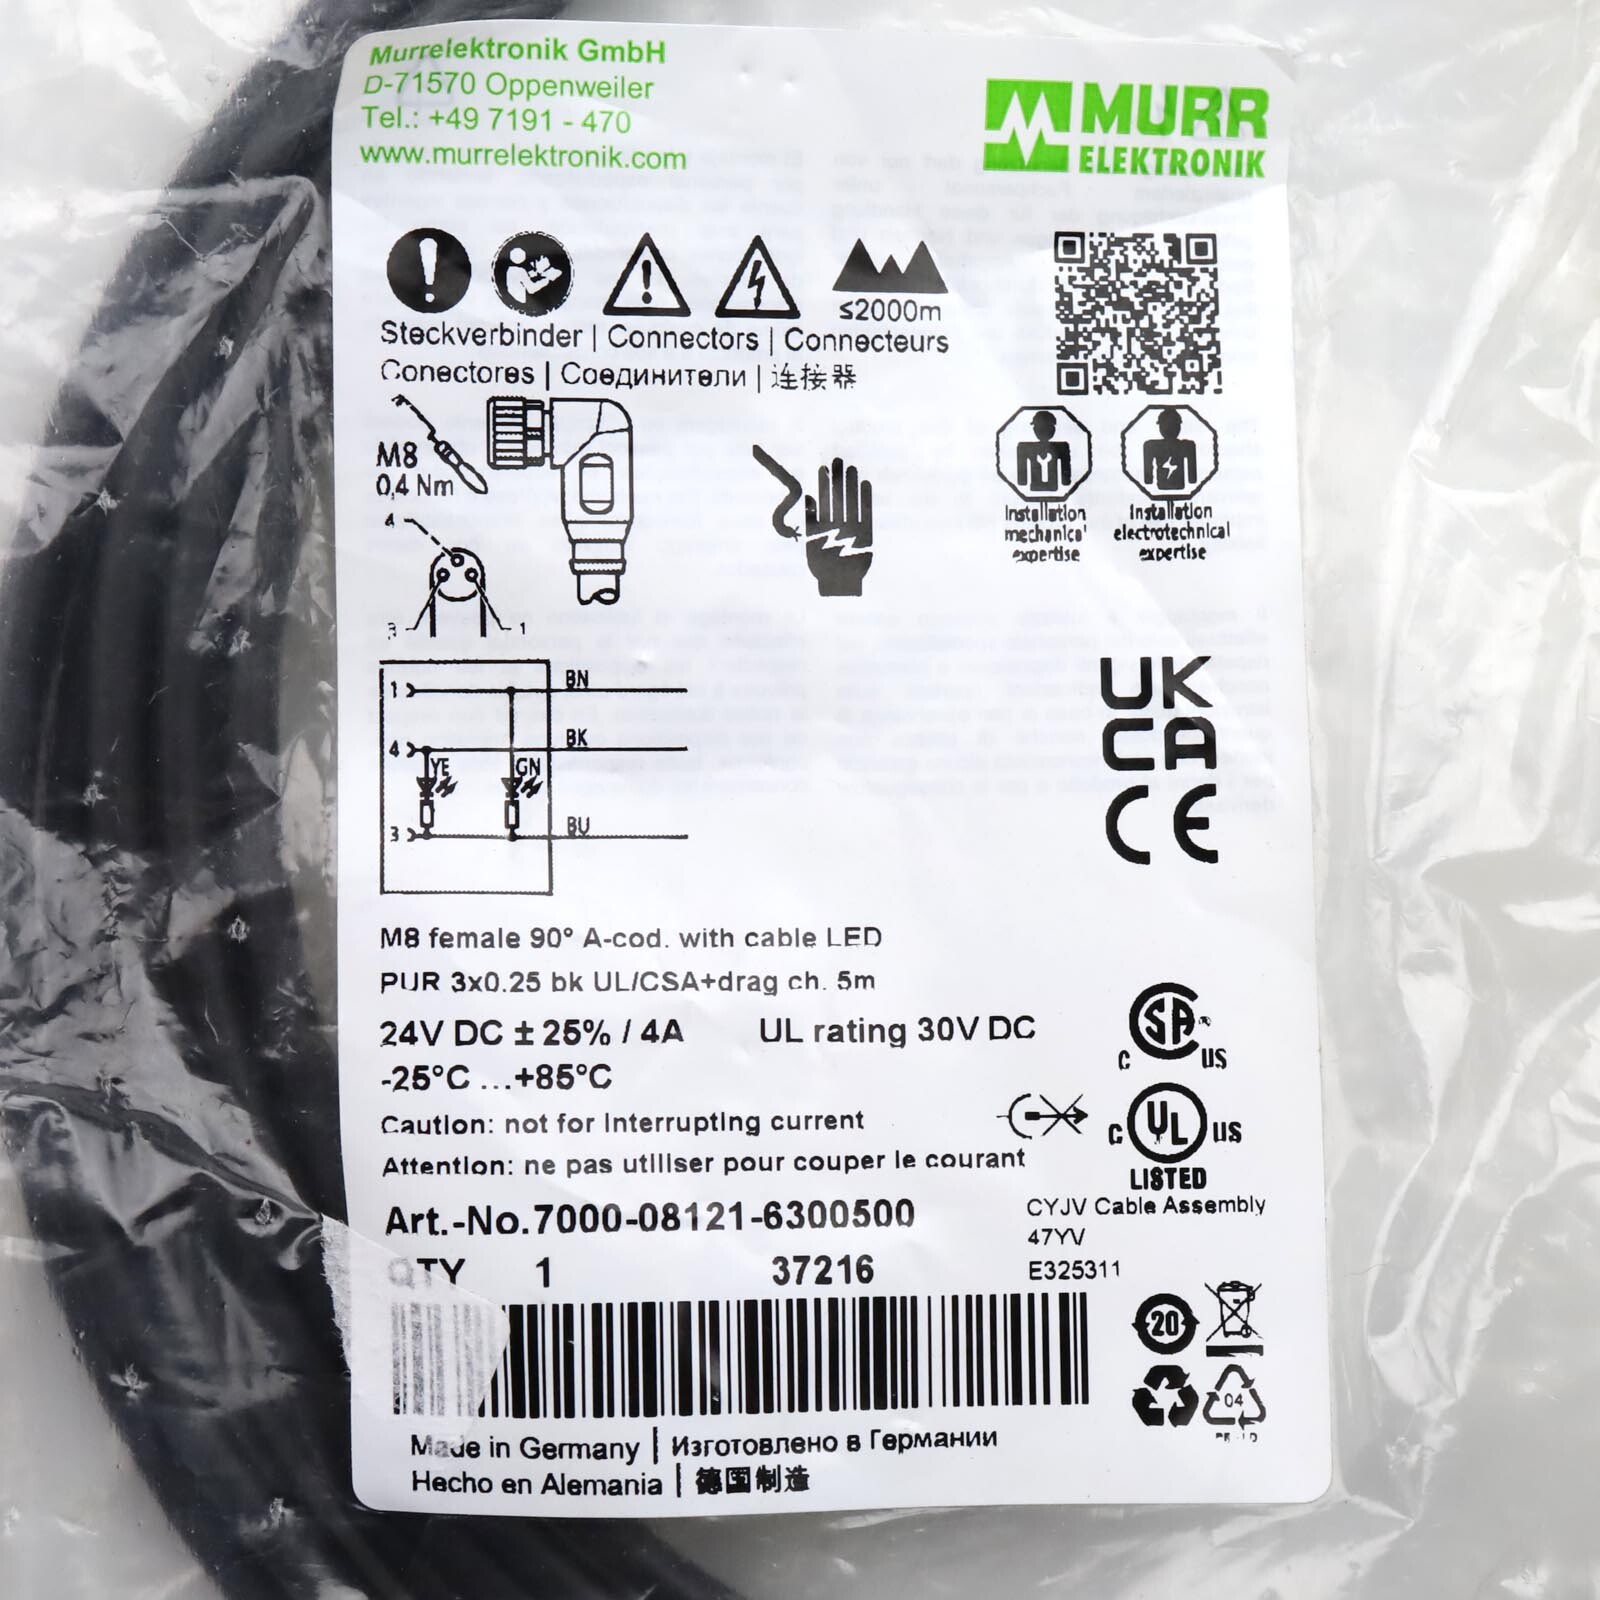 Murrelektronik GmbH
D-71570 Oppenweiler
Tel.: +49 7191 - 470
www.murrelektronik.com
MURR
ELEKTRONIK
≤2000m
Steckverbinder | Connectors | Connecteurs
Conectores | Соединители | 连接器
M8
0,4 Nm
4
3
1
Installation
mechanical
expertise
Installation
electrotechnical
expertise
1 BN
4 BK
YE GN
3 BU
UK
CA
CE
M8 female 90° A-cod. with cable LED
PUR 3x0.25 bk UL/CSA+drag ch. 5m
24V DC ± 25% / 4A UL rating 30V DC
-25°C ...+85°C
Caution: not for interrupting current
Attention: ne pas utiliser pour couper le courant
C SA US
C UL US
LISTED
CYJV Cable Assembly
47YV
E325311
Art.-No.7000-08121-6300500
QTY 1 37216
20
04
Made in Germany | Изготовлено в Германии
Hecho en Alemania | 德国制造